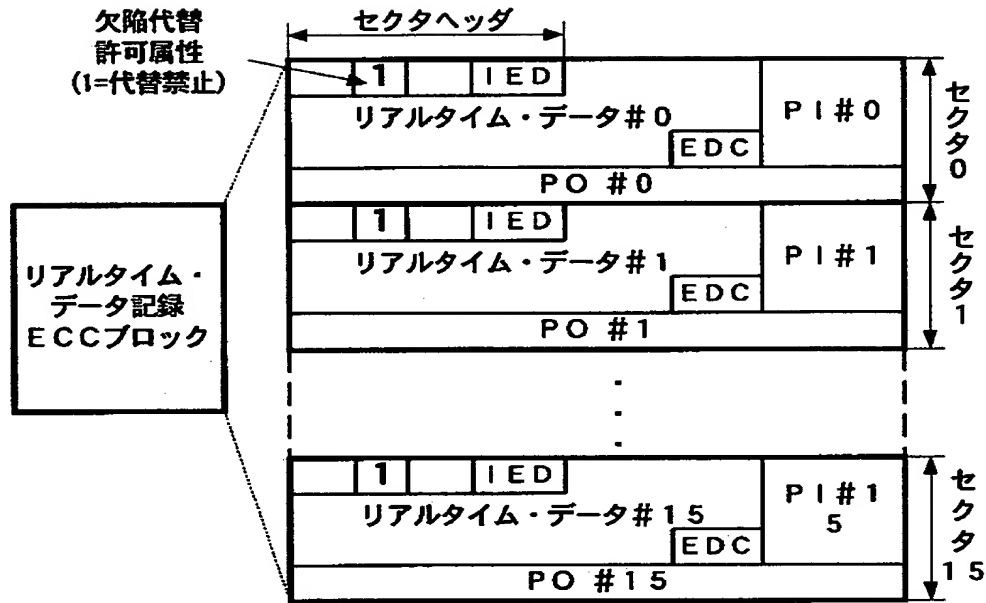 欠陥代替
許可属性
(1=代替禁止)
セクタヘッダ
1
IED
リアルタイム・データ#0
EDC
PI#0
PO #0
セクタ0
1
IED
リアルタイム・データ#1
EDC
PI#1
PO #1
セクタ1
リアルタイム・
データ記録
ECCブロック
1
IED
リアルタイム・データ#15
EDC
PI#1
5
PO #15
セクタ
15